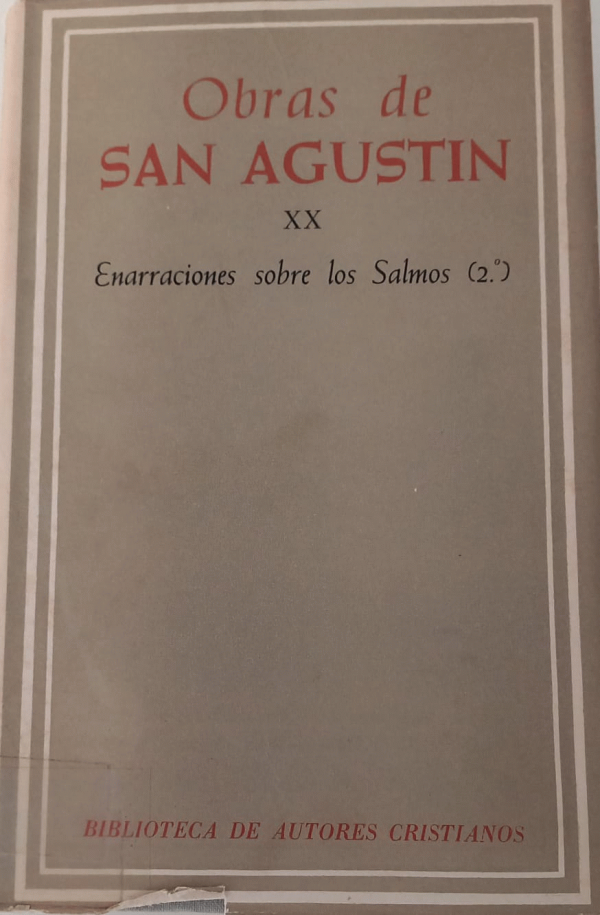 Obras de
SAN AGUSTIN
XX
Enarraciones sobre los Salmos (2.º)
BIBLIOTECA DE AUTORES CRISTIANOS